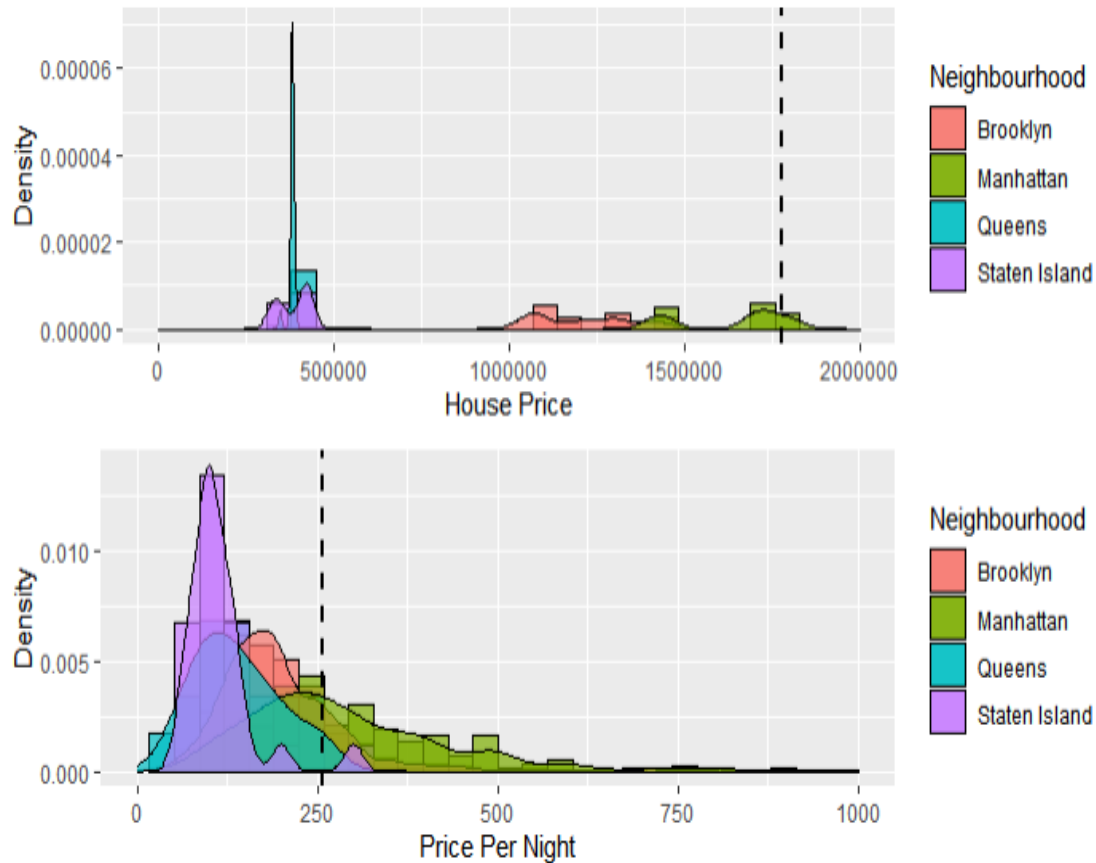 Density
0.00006
0.00004
0.00002
0.00000
0
500000
1000000
1500000
2000000
House Price
Neighbourhood
Brooklyn
Manhattan
Queens
Staten Island
Density
0.010
0.005
0.000
0
250
500
750
1000
Price Per Night
Neighbourhood
Brooklyn
Manhattan
Queens
Staten Island